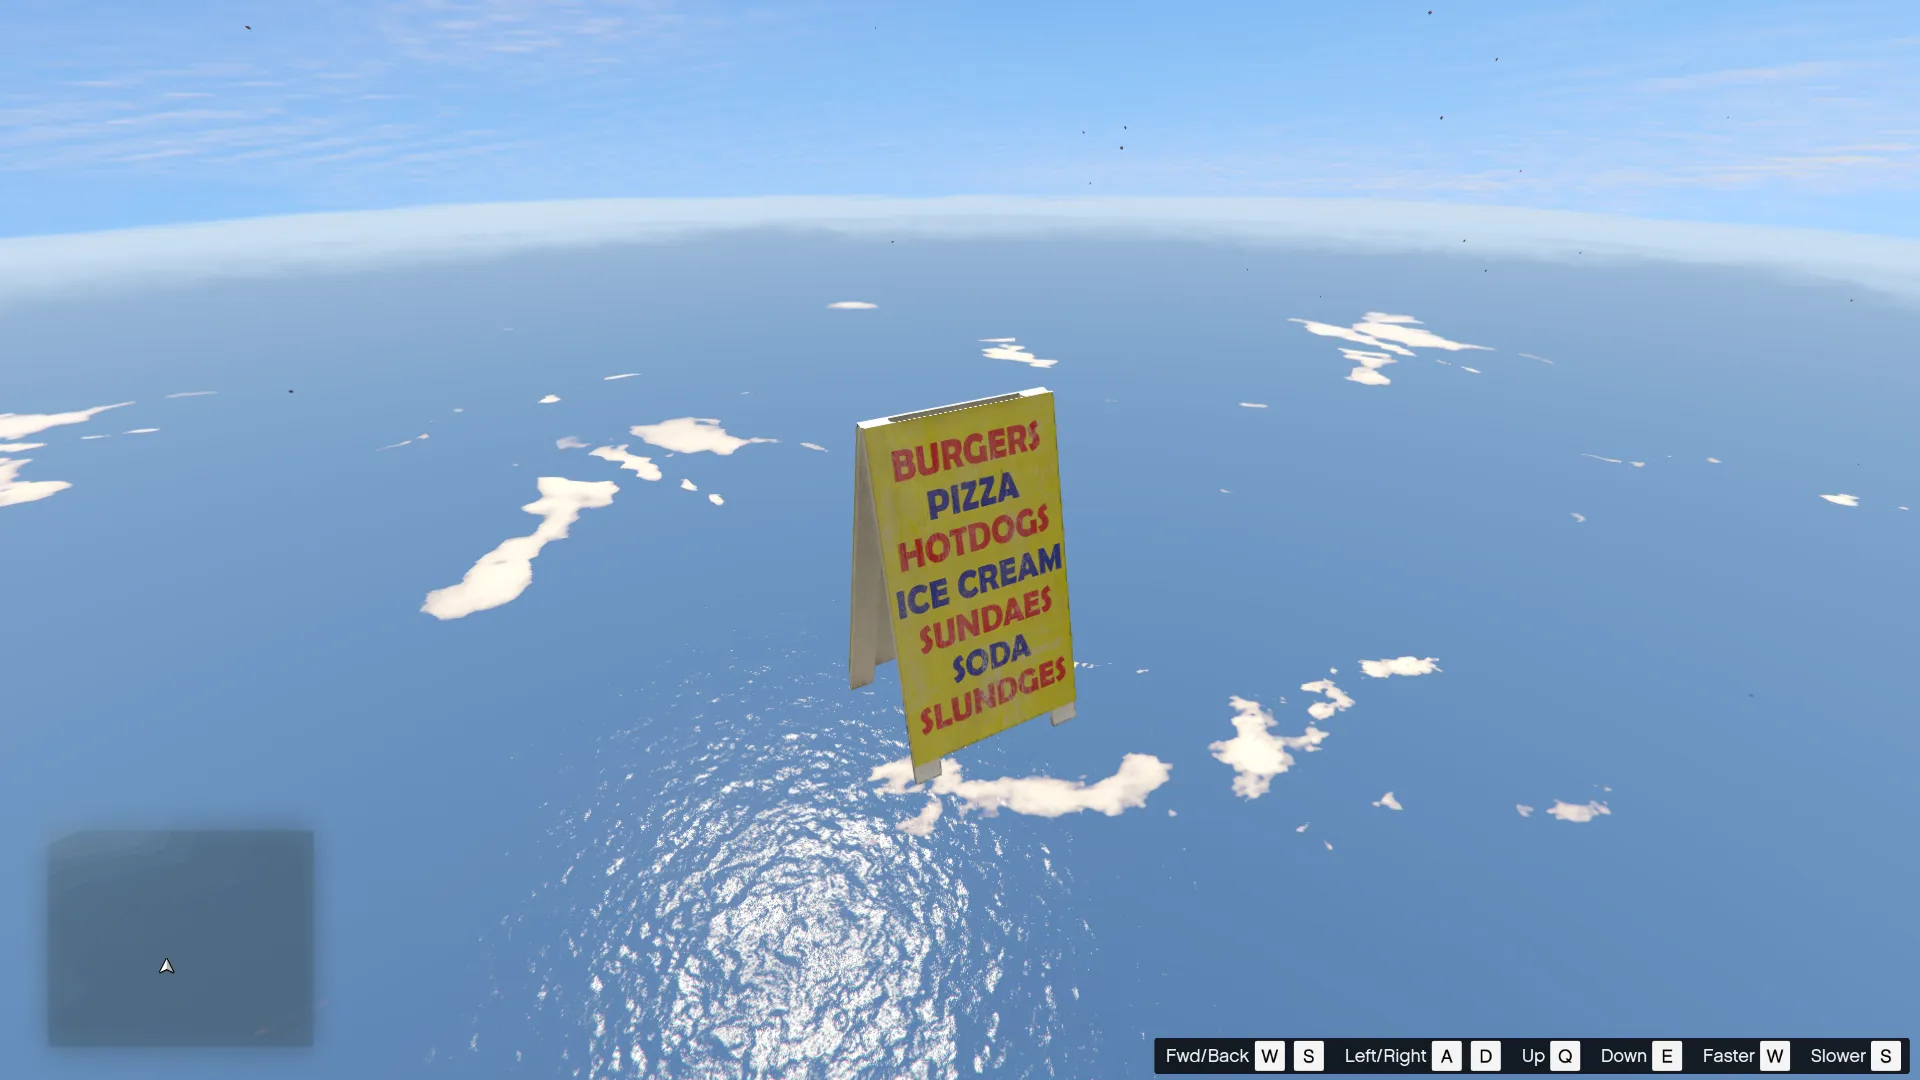 BURGERS
PIZZA
HOTDOGS
ICE CREAM
SUNDAES
SODA
SLUNDGES
Fwd/Back W S Left/Right A D Up Q Down E Faster W Slower S